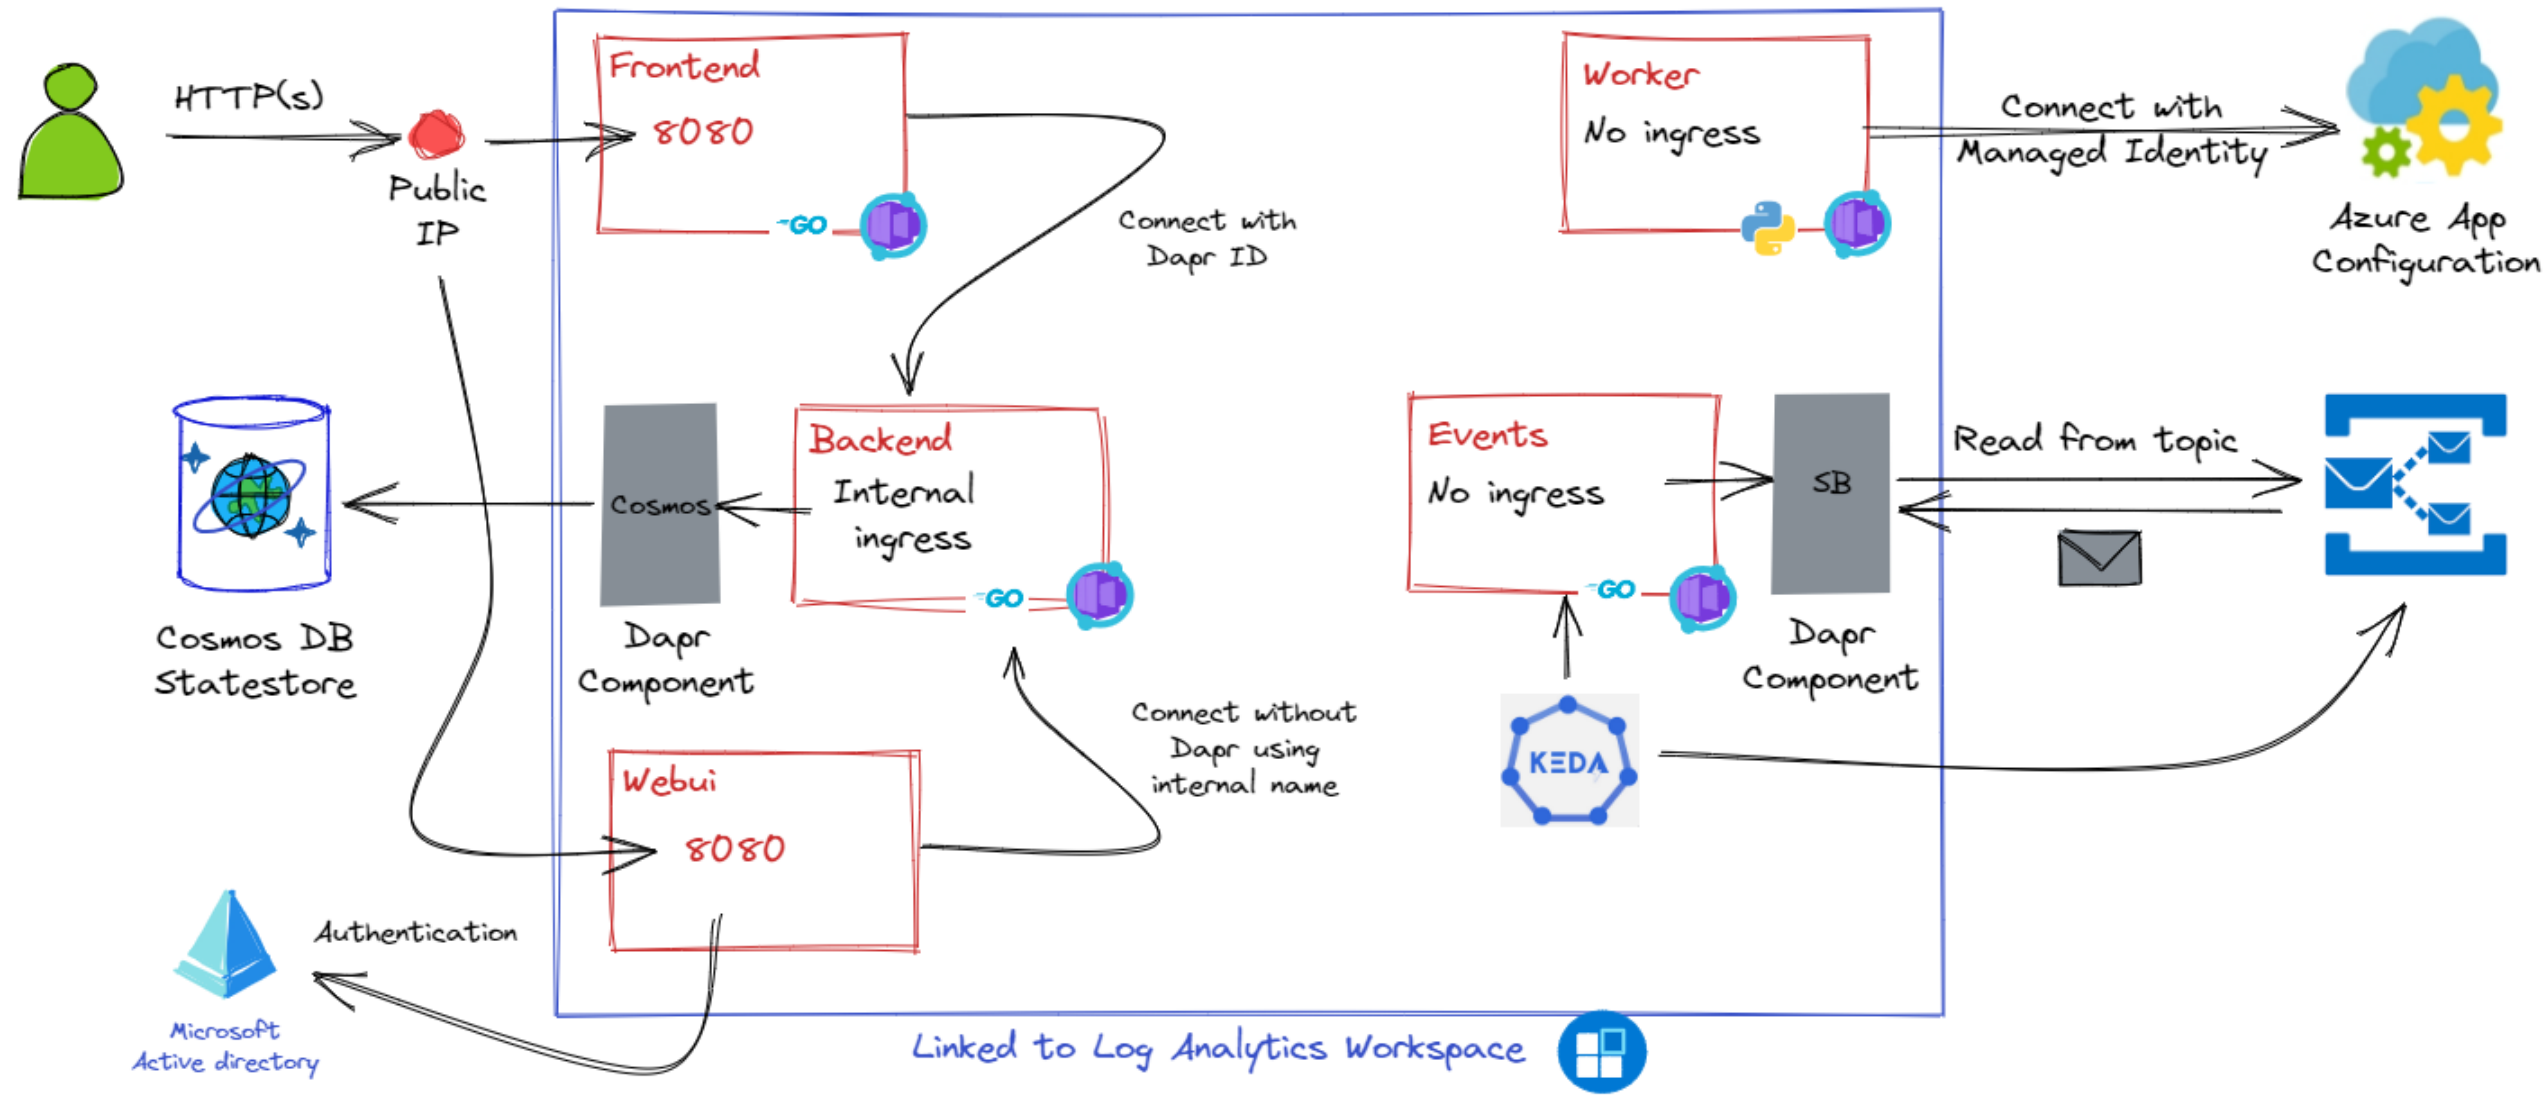 HTTP(s)
Public
IP
Frontend
8080
GO
Connect with
Dapr ID
Worker
No ingress
Connect with
Managed Identity
Azure App
Configuration
Cosmos DB
Statestore
Cosmos
Dapr
Component
Backend
Internal
ingress
GO
Events
No ingress
GO
SB
Dapr
Component
Read from topic
KEDA
Connect without
Dapr using
internal name
Webui
8080
Authentication
Microsoft
Active directory
Linked to Log Analytics Workspace